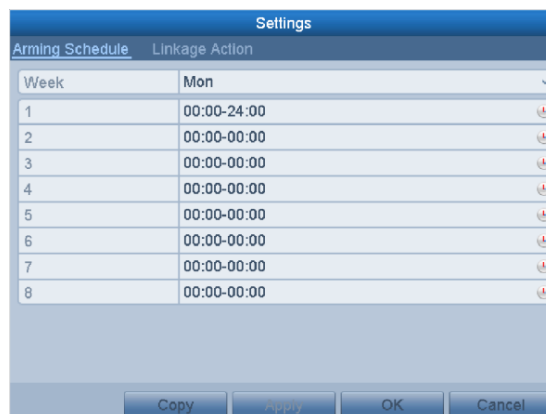 Settings
Arming Schedule Linkage Action
Week Mon
1 00:00-24:00
2 00:00-00:00
3 00:00-00:00
4 00:00-00:00
5 00:00-00:00
6 00:00-00:00
7 00:00-00:00
8 00:00-00:00
Copy Apply OK Cancel